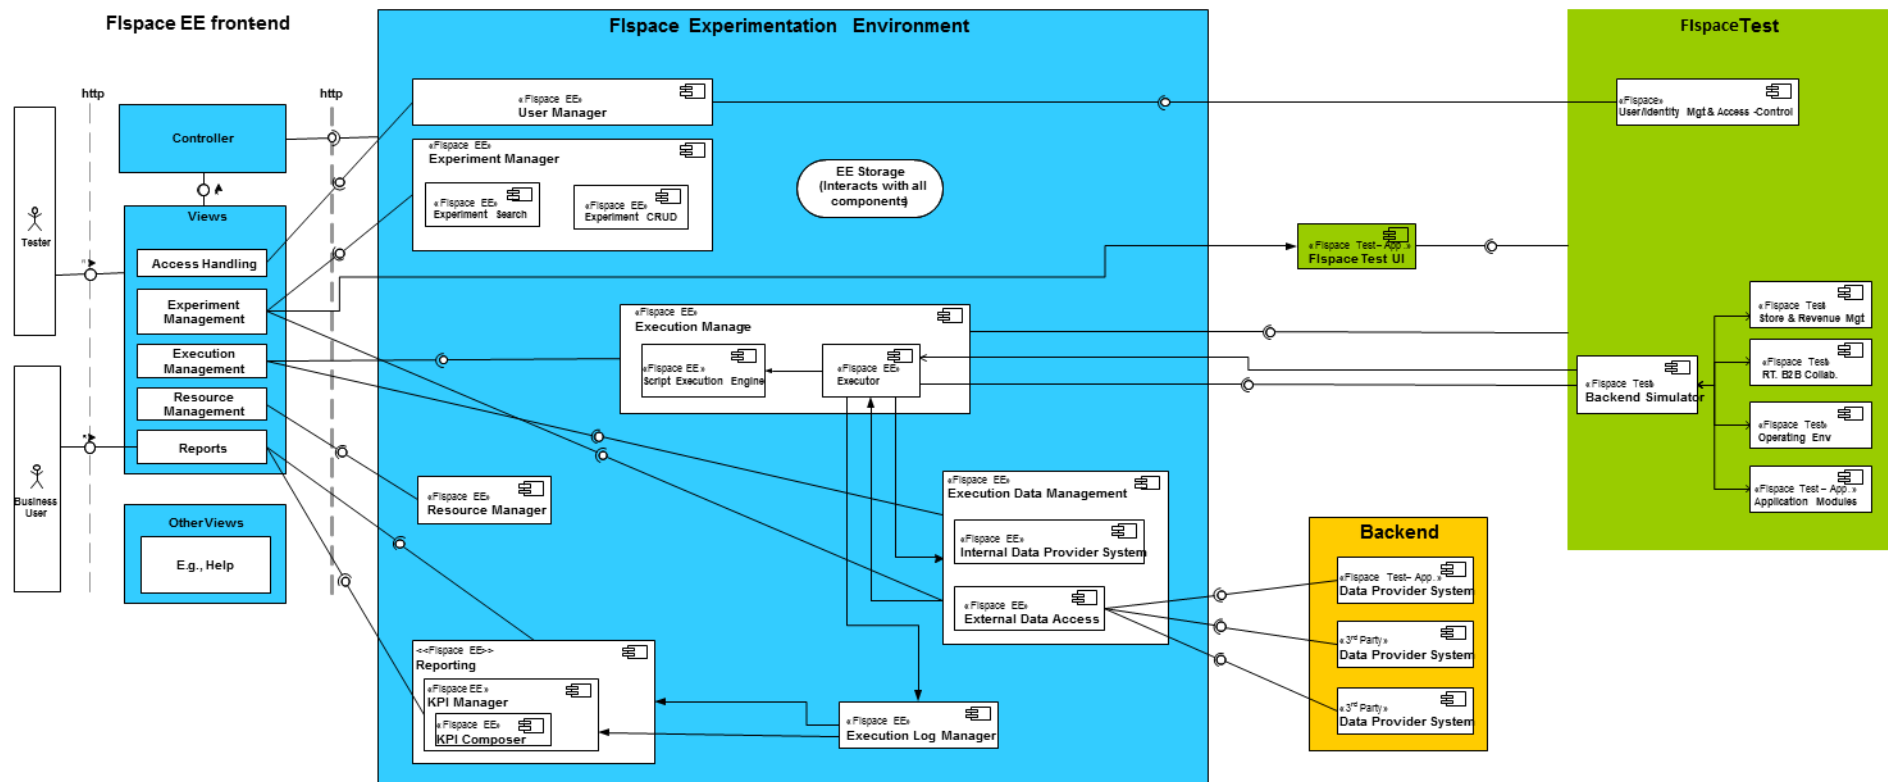 FIspace EE frontend
FIspace Experimentation Environment
FIspace Test
http
http
Controller
Views
Access Handling
Experiment
Management
Execution
Management
Resource
Management
Reports
Other Views
E.g., Help
Tester
Business
User
«FIspace EE»
User Manager
«FIspace EE»
Experiment Manager
«FIspace EE»
Experiment Search
«FIspace EE»
Experiment CRUD
EE Storage
(Interacts with all
components)
«FIspace EE»
Execution Manage
«FIspace EE»
Script Execution Engine
«FIspace EE»
Executor
«FIspace EE»
Resource Manager
«FIspace EE»
Execution Data Management
«FIspace EE»
Internal Data Provider System
«FIspace EE»
External Data Access
<<FIspace EE>>
Reporting
«FIspace EE»
KPI Manager
«FIspace EE»
KPI Composer
«FIspace EE»
Execution Log Manager
«FIspace Test– App.»
FIspace Test UI
«FIspace»
User/Identity Mgt & Access -Control
«FIspace Test»
Backend Simulator
«FIspace Test»
Store & Revenue Mgt
«FIspace Test»
RT. B2B Collab.
«FIspace Test»
Operating Env
«FIspace Test – App.»
Application Modules
Backend
«FIspace Test– App.»
Data Provider System
«3rd Party»
Data Provider System
«3rd Party»
Data Provider System